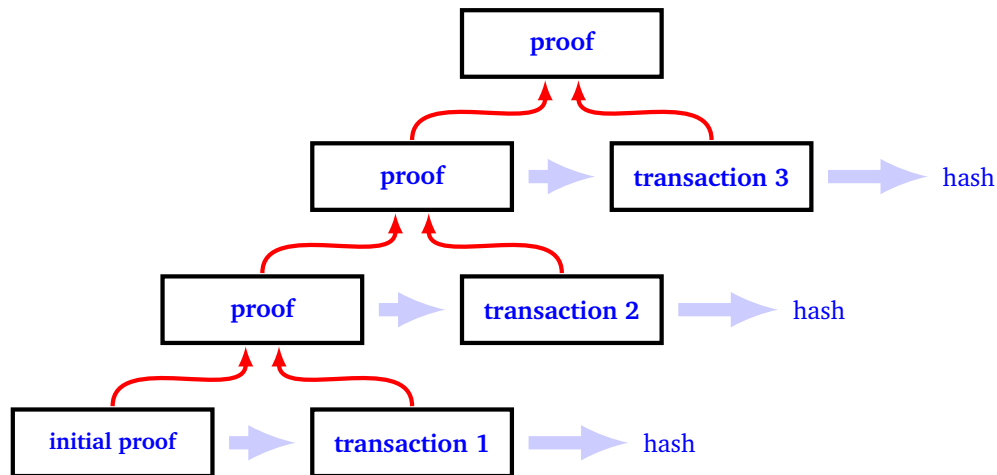 proof
proof
transaction 3
hash
proof
transaction 2
hash
initial proof
transaction 1
hash